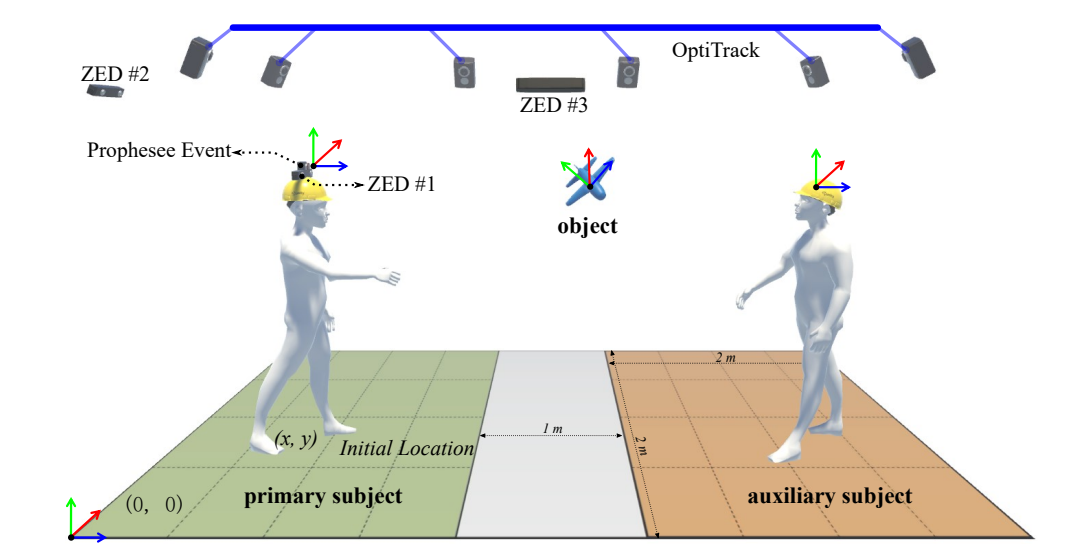 OptiTrack
ZED #2
ZED #3
Prophesee Event
ZED #1
object
2 m
1 m
2 m
(x, y)
Initial Location
primary subject
auxiliary subject
(0, 0)